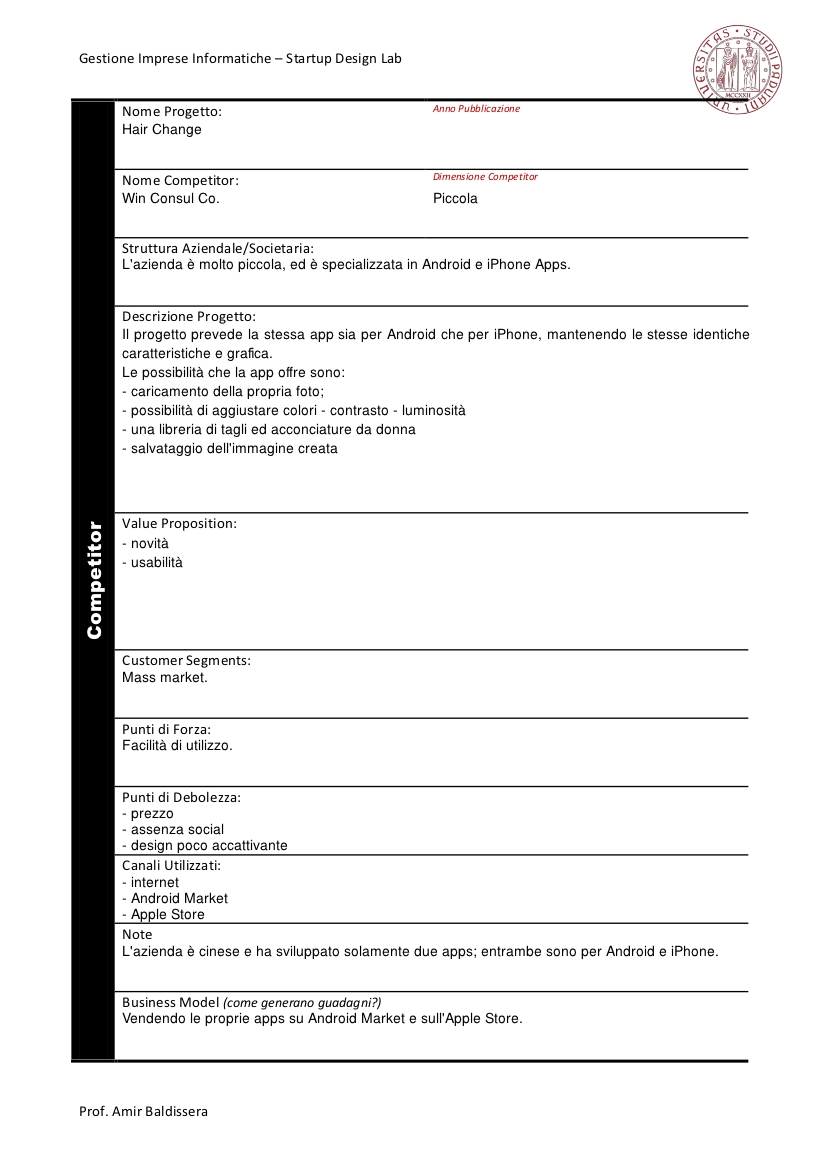 Gestione Imprese Informatiche – Startup Design Lab
UNIVERSITAS • STUDII PADUANI •
MCCXXII
Nome Progetto:
Anno Pubblicazione
Hair Change
Nome Competitor:
Dimensione Competitor
Win Consul Co.
Piccola
Struttura Aziendale/Societaria:
L'azienda è molto piccola, ed è specializzata in Android e iPhone Apps.
Descrizione Progetto:
Il progetto prevede la stessa app sia per Android che per iPhone, mantenendo le stesse identiche
caratteristiche e grafica.
Le possibilità che la app offre sono:
- caricamento della propria foto;
- possibilità di aggiustare colori - contrasto - luminosità
- una libreria di tagli ed acconciature da donna
- salvataggio dell'immagine creata
Competitor
Value Proposition:
- novità
- usabilità
Customer Segments:
Mass market.
Punti di Forza:
Facilità di utilizzo.
Punti di Debolezza:
- prezzo
- assenza social
- design poco accattivante
Canali Utilizzati:
- internet
- Android Market
- Apple Store
Note
L'azienda è cinese e ha sviluppato solamente due apps; entrambe sono per Android e iPhone.
Business Model (come generano guadagni?)
Vendendo le proprie apps su Android Market e sull'Apple Store.
Prof. Amir Baldissera